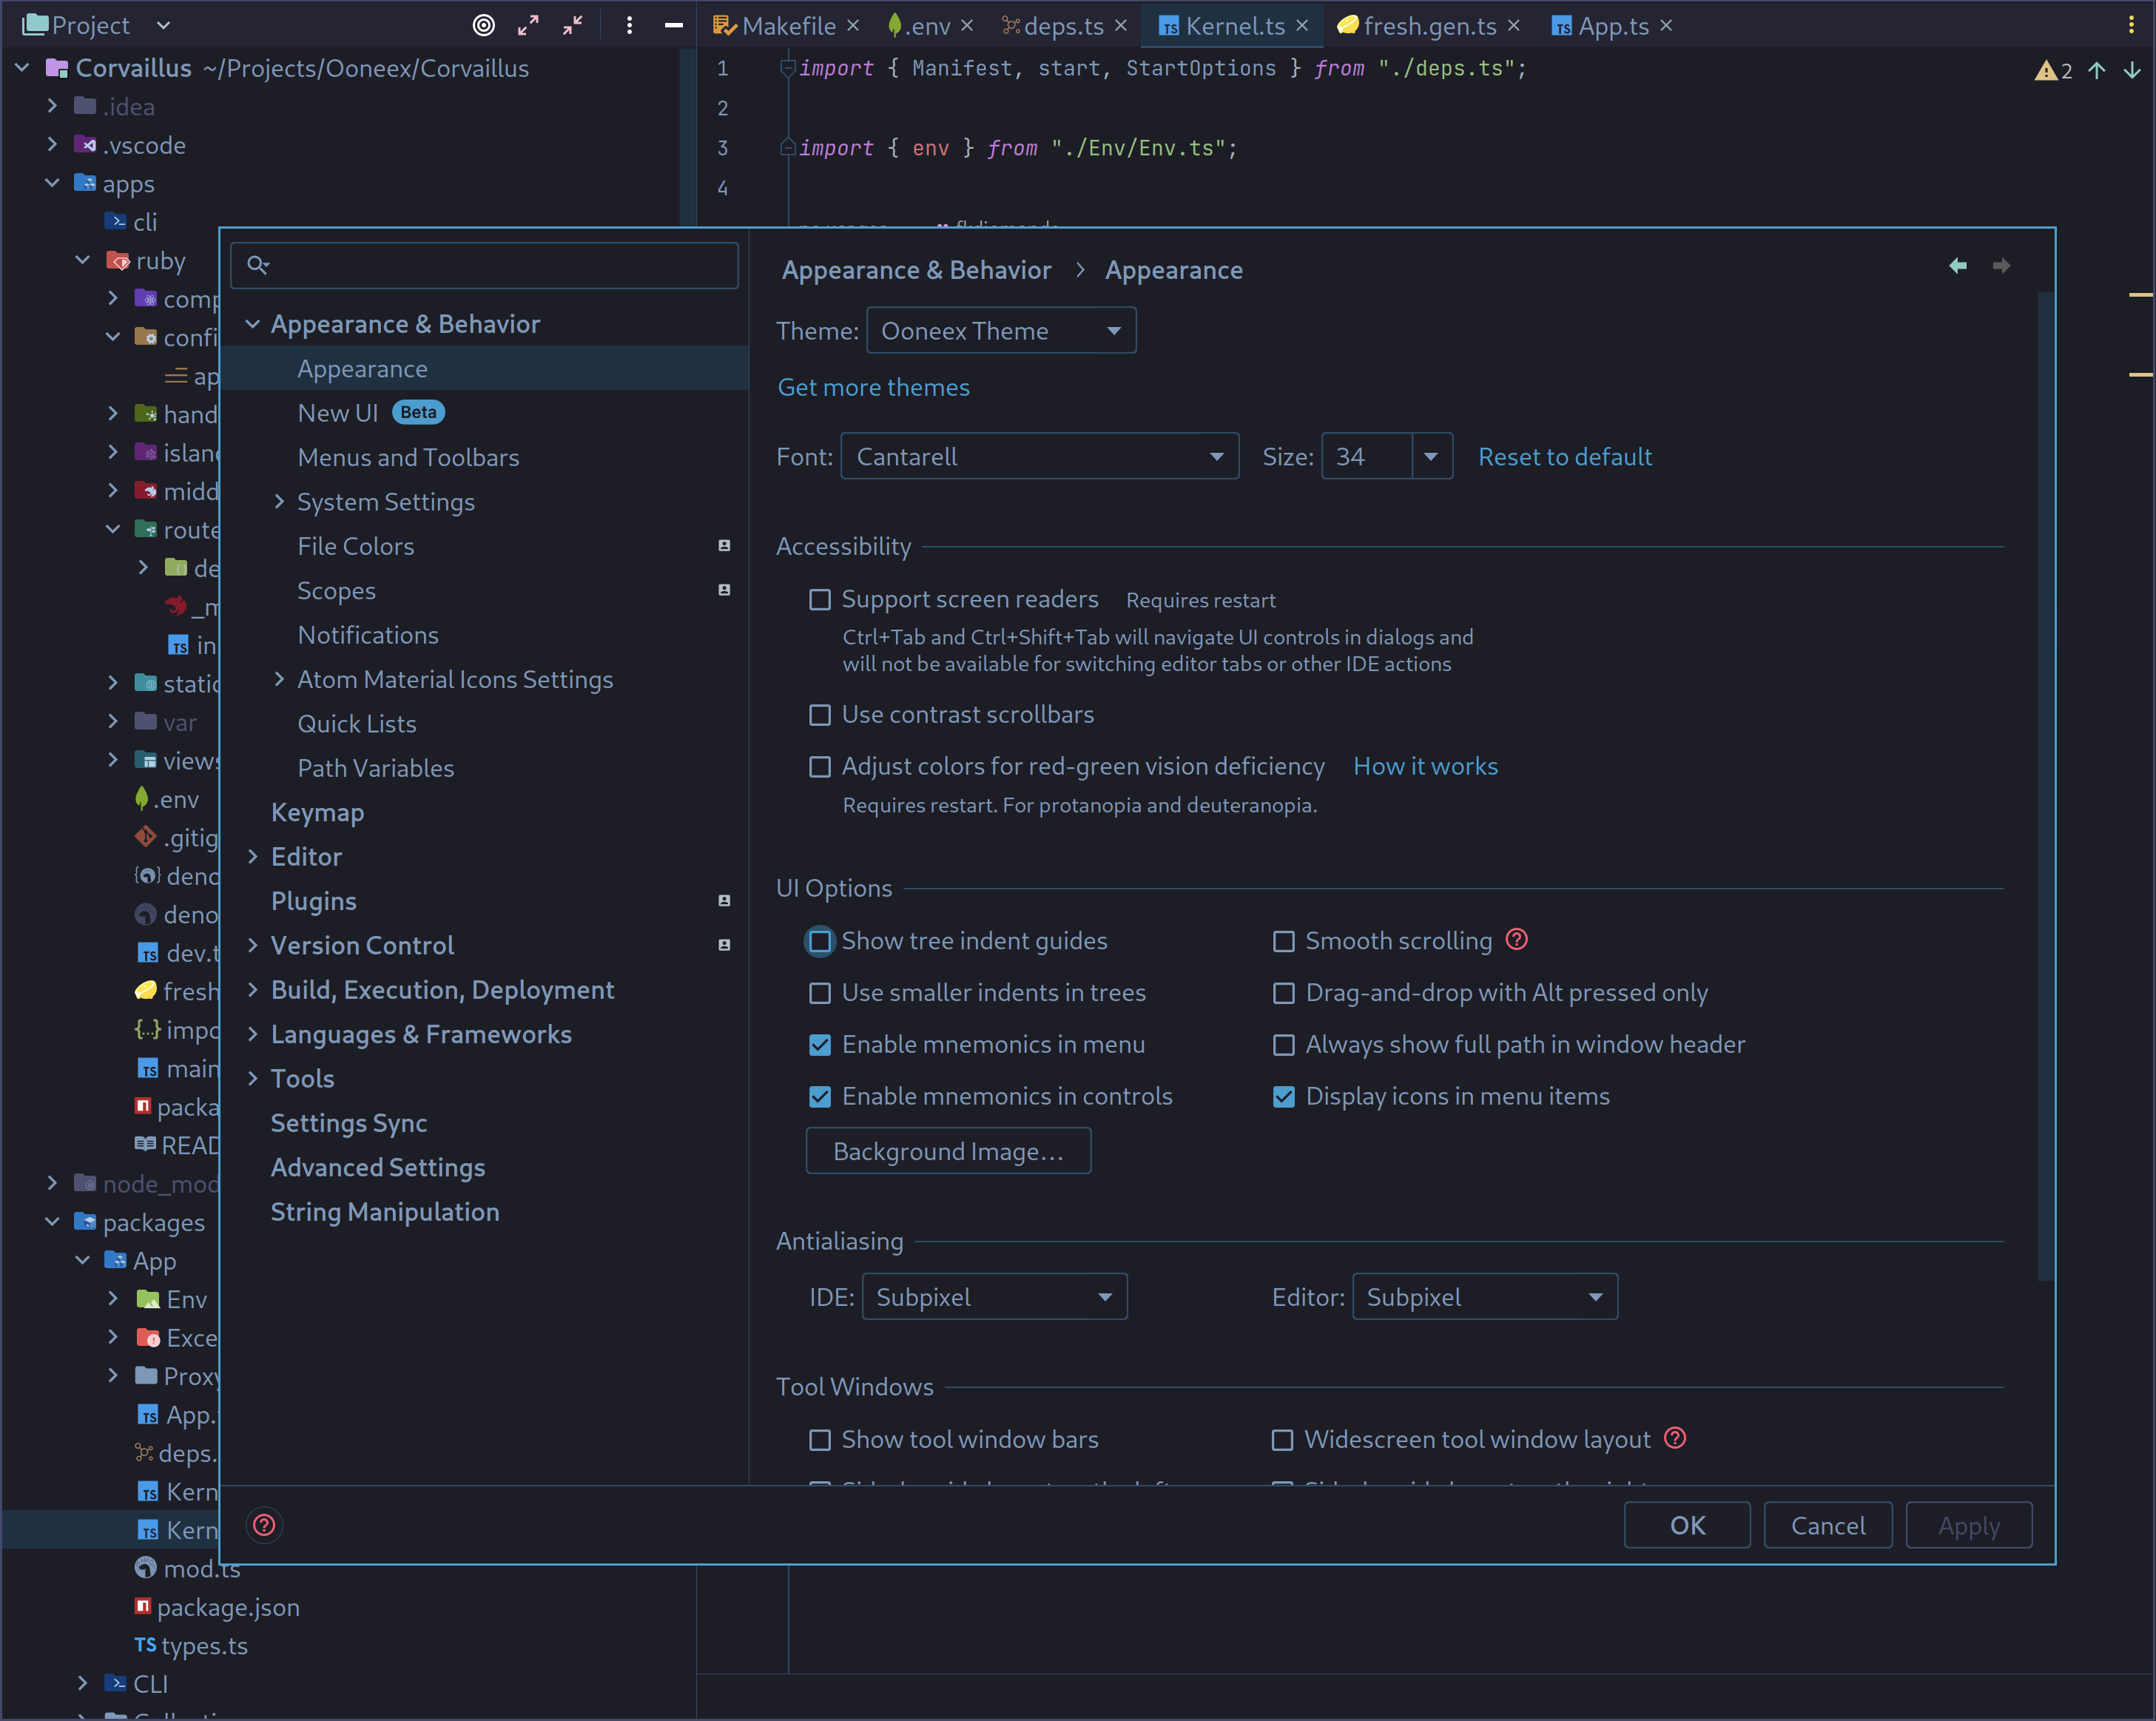 Project
Makefile
.env
deps.ts
Kernel.ts
fresh.gen.ts
App.ts
Corvaillus ~/Projects/Ooneex/Corvaillus
.idea
.vscode
apps
cli
ruby
comp
confi
ap
hand
islan
midd
route
de
_m
in
static
var
views
.env
.gitig
deno
deno
dev.t
fresh
impo
main
packa
READ
node_mod
packages
App
Env
Exce
Proxy
App.
deps.
Kern
Kern
mod.ts
package.json
types.ts
CLI
1 import { Manifest, start, StartOptions } from "./deps.ts";
2
3 import { env } from "./Env/Env.ts";
4
2
Appearance & Behavior
Appearance
New UI Beta
Menus and Toolbars
System Settings
File Colors
Scopes
Notifications
Atom Material Icons Settings
Quick Lists
Path Variables
Keymap
Editor
Plugins
Version Control
Build, Execution, Deployment
Languages & Frameworks
Tools
Settings Sync
Advanced Settings
String Manipulation
Appearance & Behavior > Appearance
Theme: Ooneex Theme
Get more themes
Font: Cantarell Size: 34 Reset to default
Accessibility
Support screen readers Requires restart
Ctrl+Tab and Ctrl+Shift+Tab will navigate UI controls in dialogs and
will not be available for switching editor tabs or other IDE actions
Use contrast scrollbars
Adjust colors for red-green vision deficiency How it works
Requires restart. For protanopia and deuteranopia.
UI Options
Show tree indent guides Smooth scrolling ?
Use smaller indents in trees Drag-and-drop with Alt pressed only
Enable mnemonics in menu Always show full path in window header
Enable mnemonics in controls Display icons in menu items
Background Image...
Antialiasing
IDE: Subpixel Editor: Subpixel
Tool Windows
Show tool window bars Widescreen tool window layout ?
? OK Cancel Apply